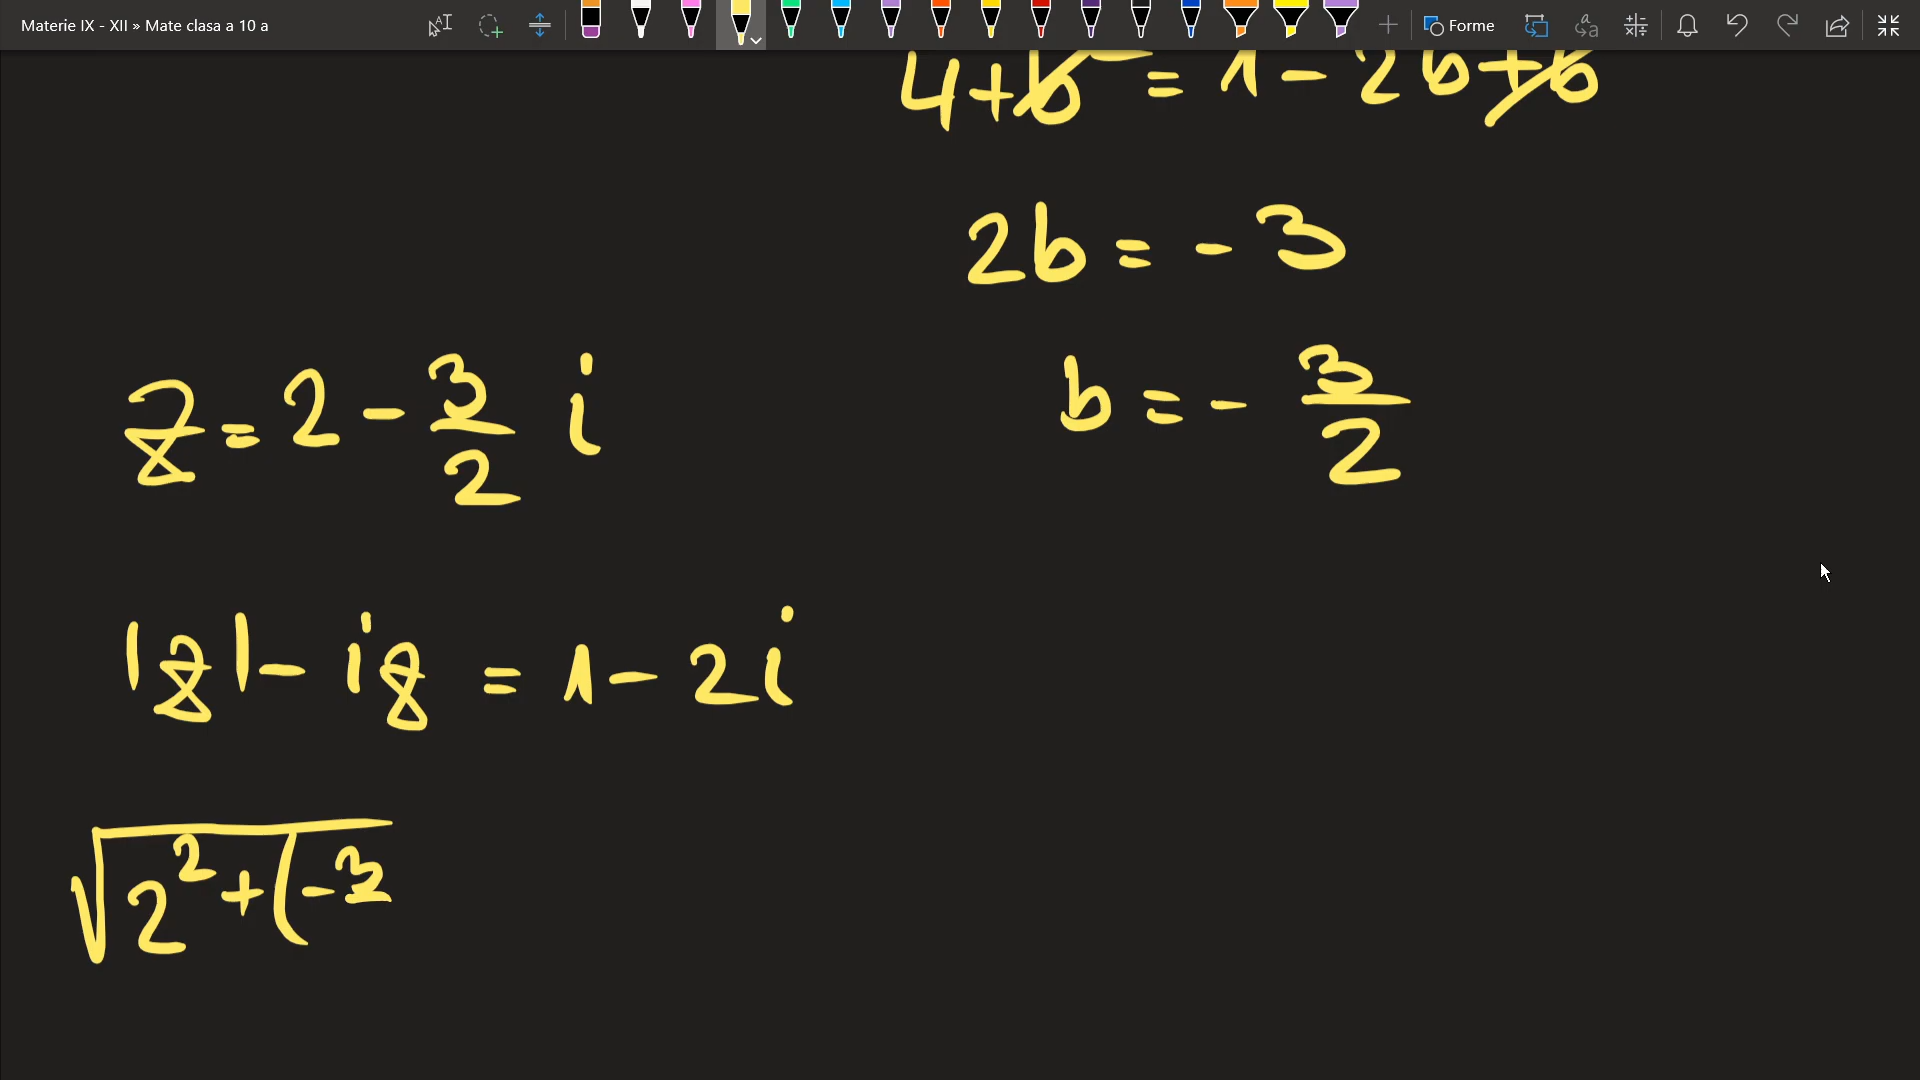 Materie IX - XII » Mate clasa a 10 a
Forme
4+b² = 1-2b+b
2b = -3
z = 2 - 3/2 i
b = - 3/2
|z| - iz = 1 - 2i
√2² + (-3